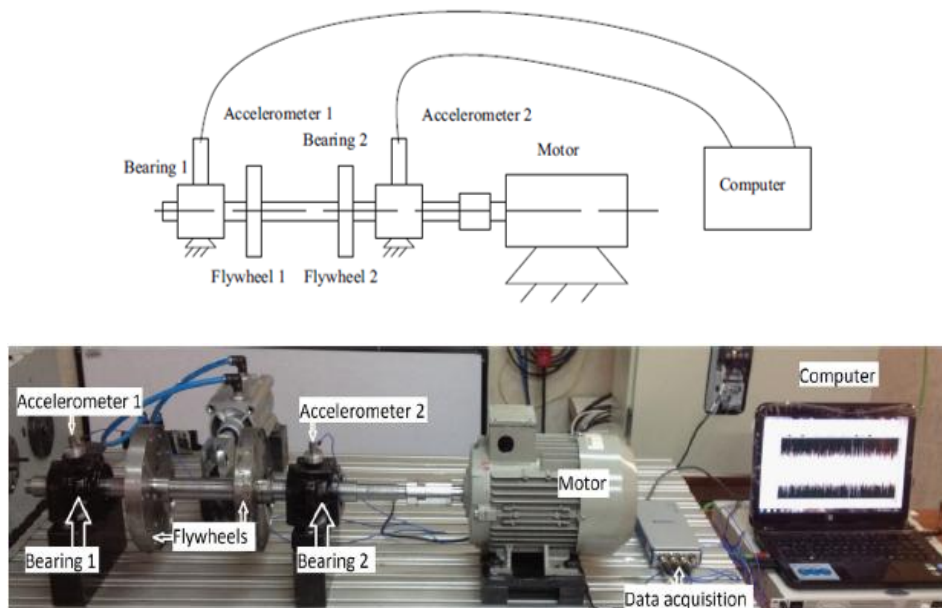 Accelerometer 1
Bearing 2
Accelerometer 2
Bearing 1
Motor
Computer
Flywheel 1
Flywheel 2
Computer
Accelerometer 1
Accelerometer 2
Motor
Flywheels
Bearing 1
Bearing 2
Data acquisition